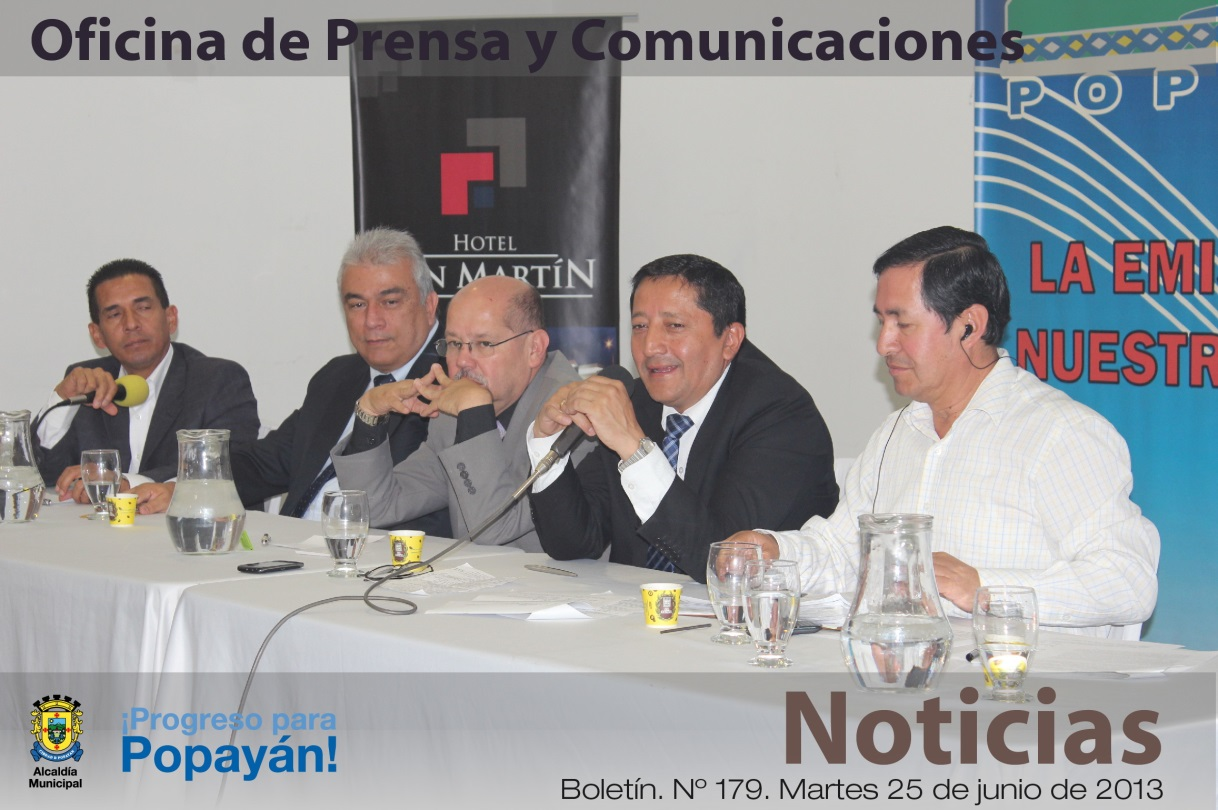 Oficina de Prensa y Comunicaciones
POP
HOTEL
N MARTÍN
LA EMI
NUESTR
¡Progreso para
Popayán!
Alcaldía
Municipal
Noticias
Boletín. Nº 179. Martes 25 de junio de 2013